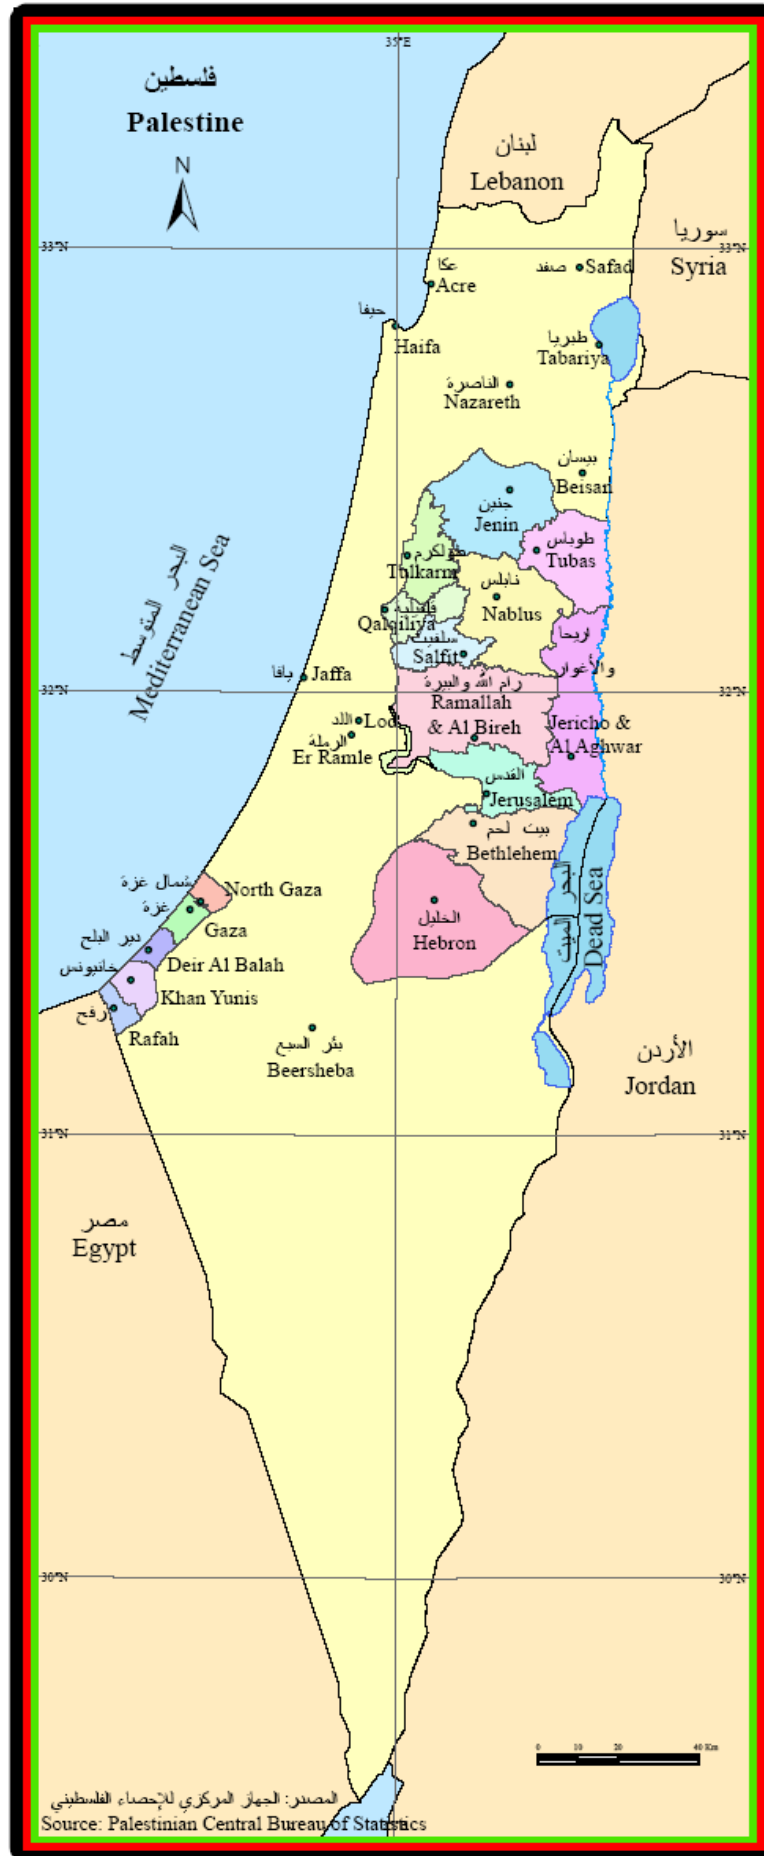 35°E
فلسطين
Palestine
N
لبنان
Lebanon
سوريا
Syria
33°N
33°N
عكا
Acre
صفد
Safad
حيفا
Haifa
طبريا
Tabariya
الناصرة
Nazareth
بيسان
Beisan
جنين
Jenin
طوباس
Tubas
طولكرم
Tulkarm
نابلس
Nablus
قلقيلية
Qalqiliya
سلفيت
Salfit
اريحا
والأغوار
Jericho &
Al Aghwar
البحر المتوسط
Mediterranean Sea
يافا
Jaffa
32°N
32°N
رام الله والبيرة
Ramallah
& Al Bireh
اللد
Lod
الرملة
Er Ramle
القدس
Jerusalem
بيت لحم
Bethlehem
البحر الميت
Dead Sea
الخليل
Hebron
شمال غزة
North Gaza
غزة
Gaza
دير البلح
Deir Al Balah
خانيونس
Khan Yunis
رفح
Rafah
بئر السبع
Beersheba
الأردن
Jordan
31°N
31°N
مصر
Egypt
30°N
30°N
0 10 20 40 Km
المصدر: الجهاز المركزي للإحصاء الفلسطيني
Source: Palestinian Central Bureau of Statistics